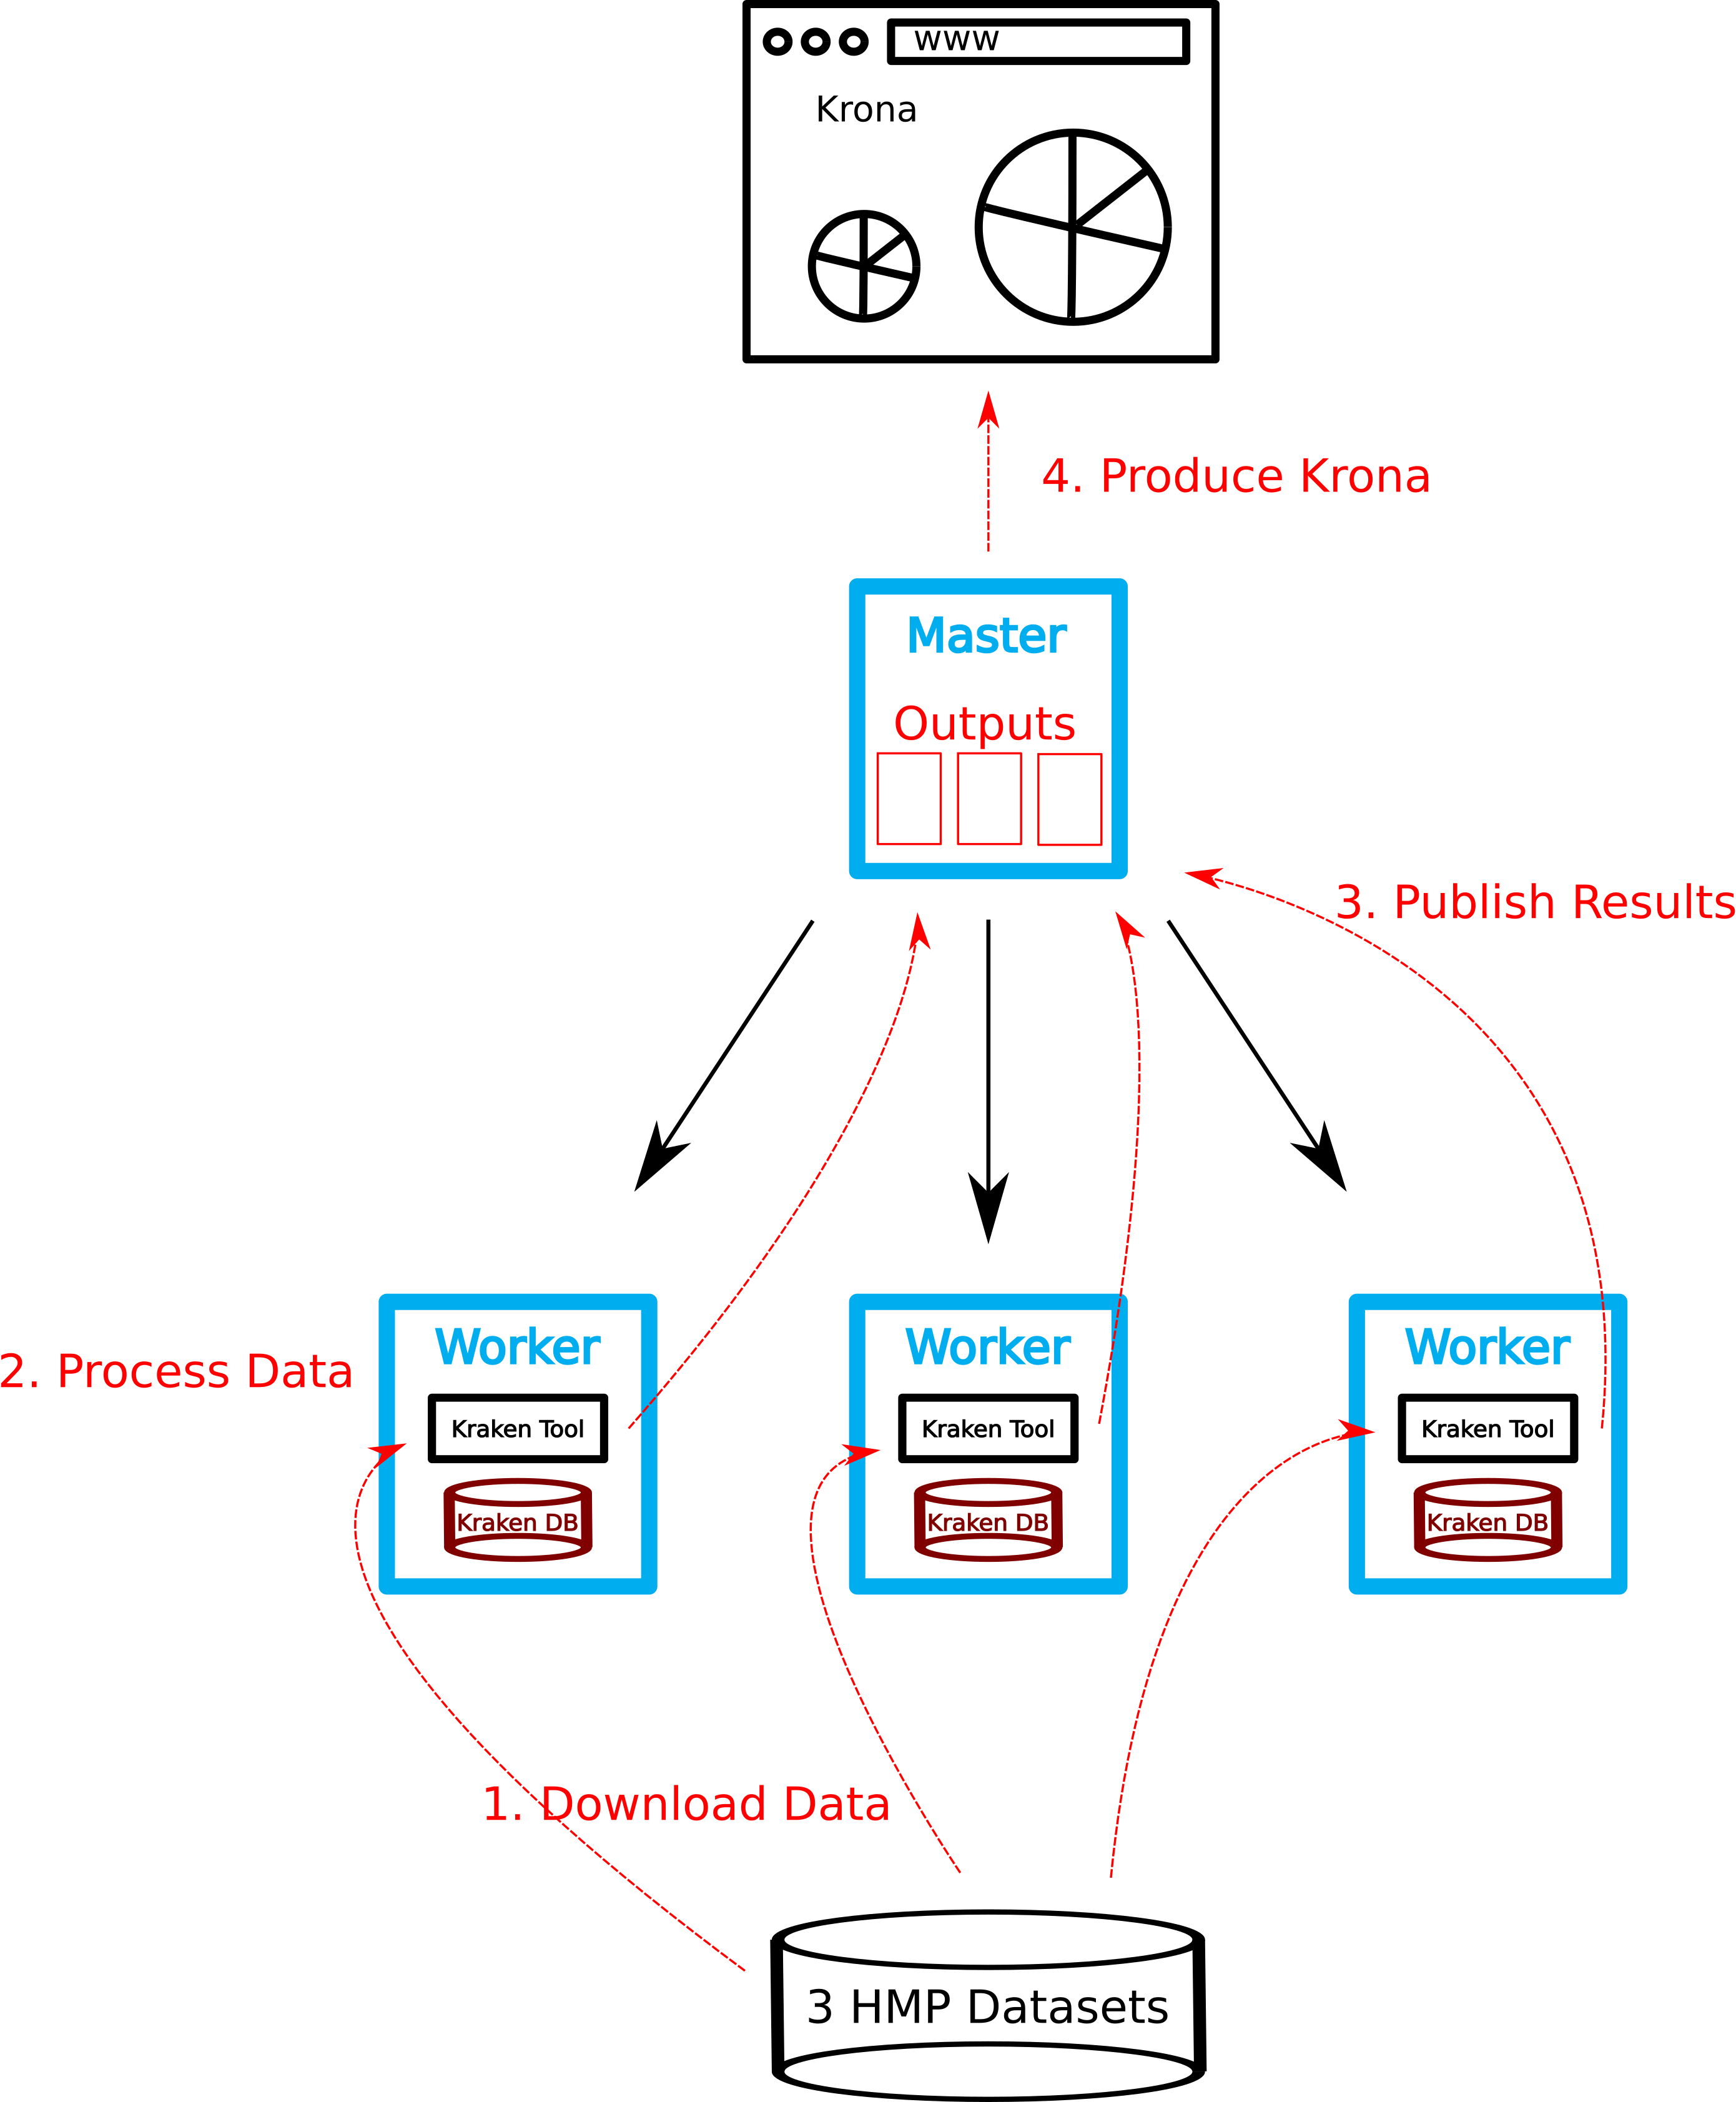 WWW
Krona
4. Produce Krona
Master
Outputs
3. Publish Results
Worker
Worker
Worker
2. Process Data
Kraken Tool
Kraken Tool
Kraken Tool
Kraken DB
Kraken DB
Kraken DB
1. Download Data
3 HMP Datasets